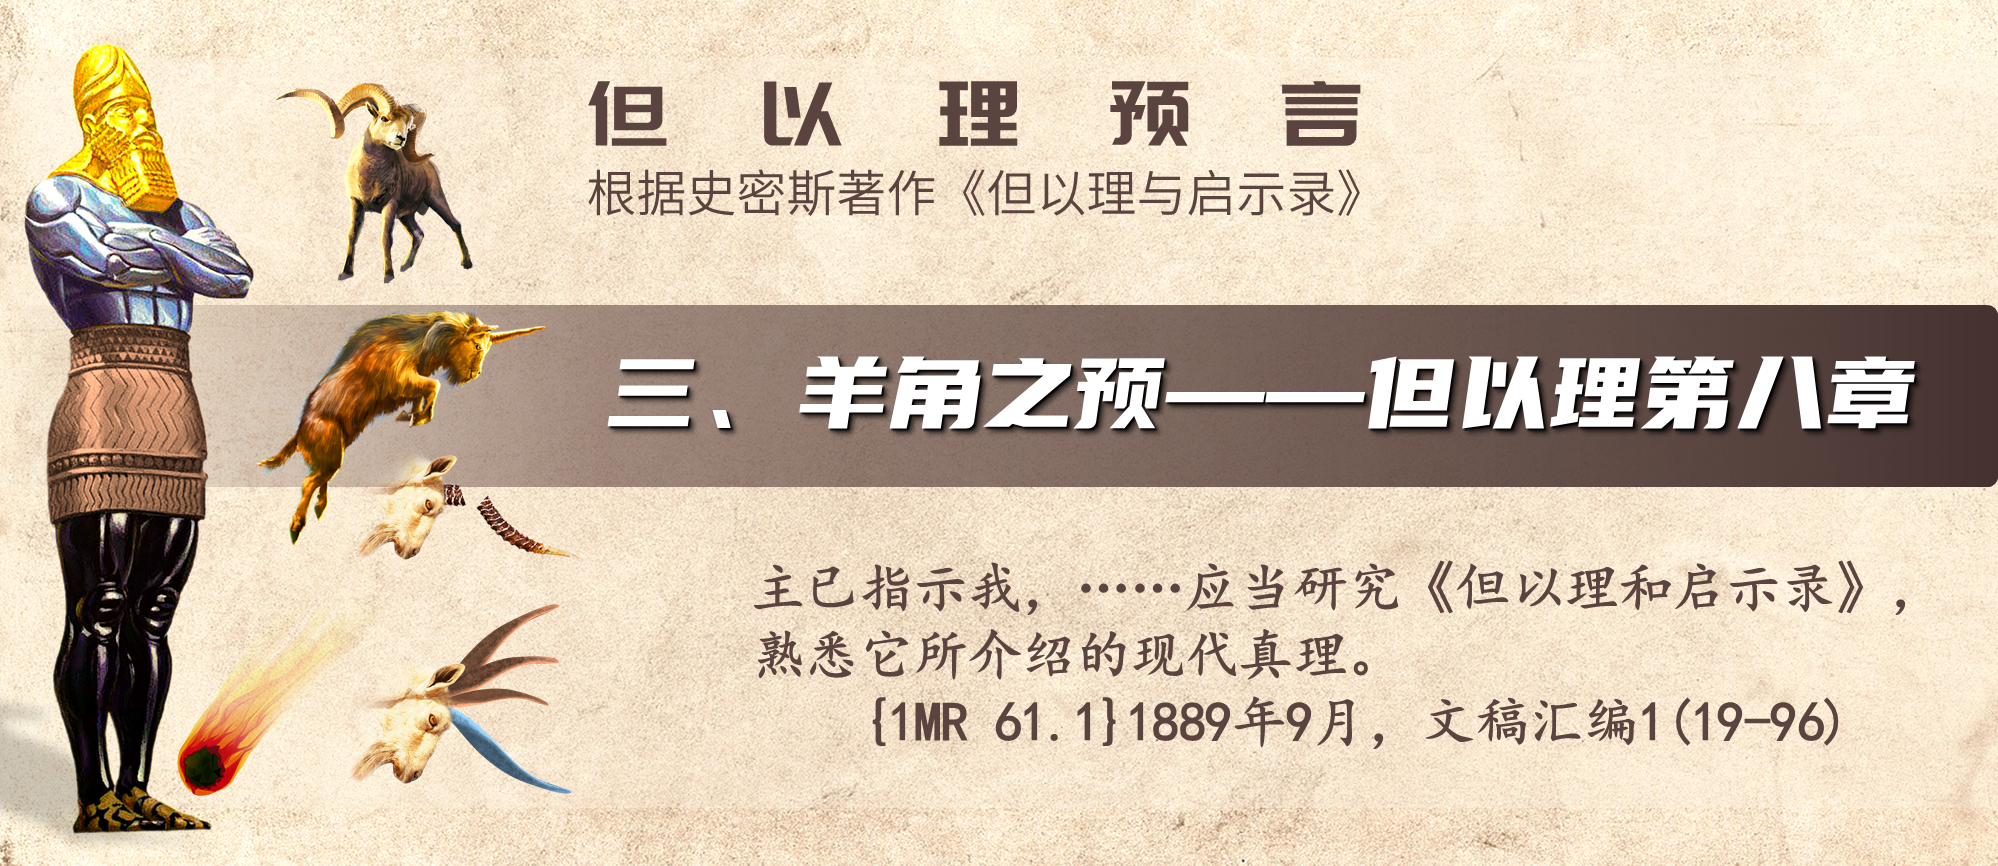 但以理预言
根据史密斯著作《但以理与启示录》
三、羊角之预——但以理第八章
主已指示我，……应当研究《但以理和启示录》，
熟悉它所介绍的现代真理。
{1MR 61.1}1889年9月，文稿汇编1(19-96)